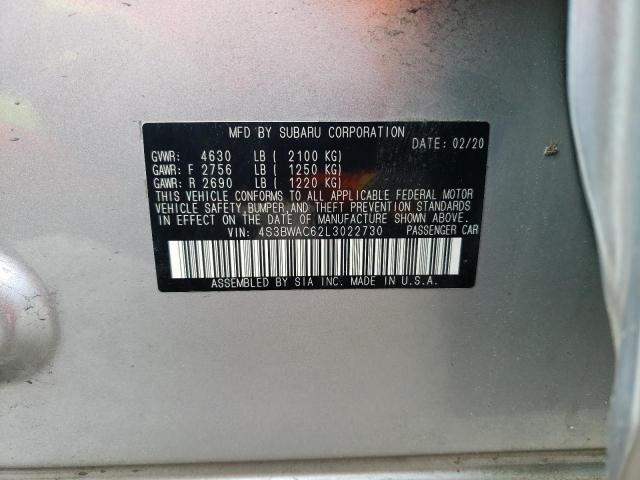 MFD BY SUBARU CORPORATION
DATE: 02/20
GVWR: 4630 LB ( 2100 KG)
GAWR: F 2756 LB ( 1250 KG)
GAWR: R 2690 LB ( 1220 KG)
THIS VEHICLE CONFORMS TO ALL APPLICABLE FEDERAL MOTOR
VEHICLE SAFETY, BUMPER, AND THEFT PREVENTION STANDARDS
IN EFFECT ON THE DATE OF MANUFACTURE SHOWN ABOVE.
VIN: 4S3BWAC62L3022730 PASSENGER CAR
ASSEMBLED BY SIA INC. MADE IN U.S.A.